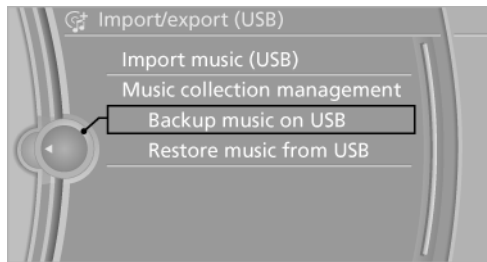 Import/export (USB)
Import music (USB)
Music collection management
Backup music on USB
Restore music from USB